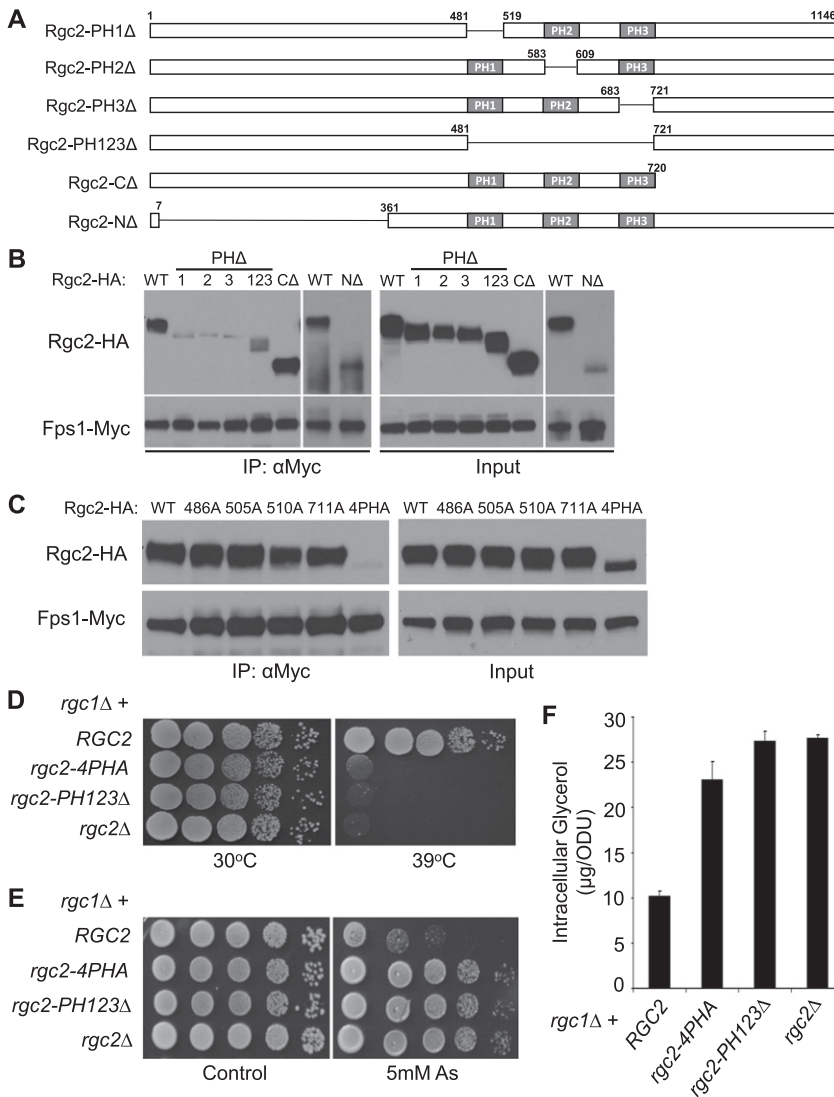 A
1 481 519 1146
Rgc2-PH1Δ PH2 PH3
583 609
Rgc2-PH2Δ PH1 PH3
683 721
Rgc2-PH3Δ PH1 PH2
481 721
Rgc2-PH123Δ
720
Rgc2-CΔ PH1 PH2 PH3
7 361
Rgc2-NΔ PH1 PH2 PH3
B
PHΔ PHΔ
Rgc2-HA: WT 1 2 3 123 CΔ WT NΔ WT 1 2 3 123 CΔ WT NΔ
Rgc2-HA
Fps1-Myc
IP: αMyc Input
C
Rgc2-HA: WT 486A 505A 510A 711A 4PHA WT 486A 505A 510A 711A 4PHA
Rgc2-HA
Fps1-Myc
IP: αMyc Input
D
rgc1Δ +
RGC2
rgc2-4PHA
rgc2-PH123Δ
rgc2Δ
30°C 39°C
E
rgc1Δ +
RGC2
rgc2-4PHA
rgc2-PH123Δ
rgc2Δ
Control 5mM As
F
Intracellular Glycerol
(µg/ODU)
30
25
20
15
10
5
0
rgc1Δ + RGC2 rgc2-4PHA rgc2-PH123Δ rgc2Δ